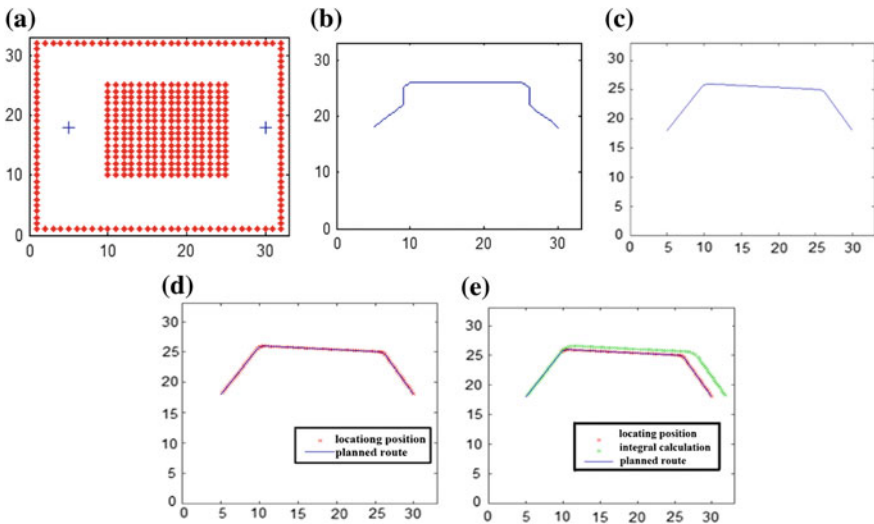 (a)
30
20
10
0
0 10 20 30
(b)
30
20
10
0
0 10 20 30
(c)
30
25
20
15
10
5
0
0 5 10 15 20 25 30
(d)
30
25
20
15
10
5
0
0 5 10 15 20 25 30
locationg position
planned route
(e)
30
25
20
15
10
5
0
0 5 10 15 20 25 30
locating position
integral calculation
planned route